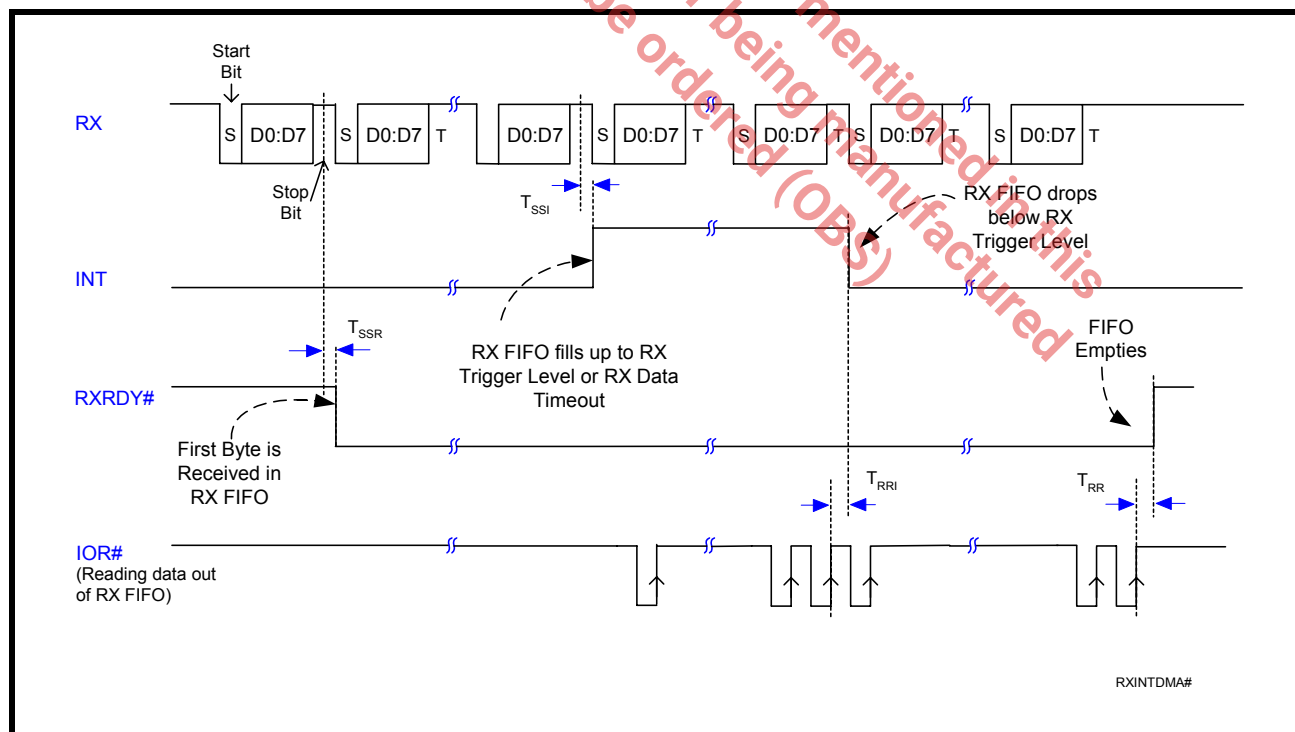 mentioned in this
being manufactured
be ordered (OBS)
Start
Bit
RX
S D0:D7 S D0:D7 T D0:D7 S D0:D7 T S D0:D7 T S D0:D7 T S D0:D7 T
Stop
Bit
TSSI
RX FIFO drops
below RX
Trigger Level
INT
TSSR
RX FIFO fills up to RX
Trigger Level or RX Data
Timeout
FIFO
Empties
RXRDY#
First Byte is
Received in
RX FIFO
TRRI
TRR
IOR#
(Reading data out
of RX FIFO)
RXINTDMA#